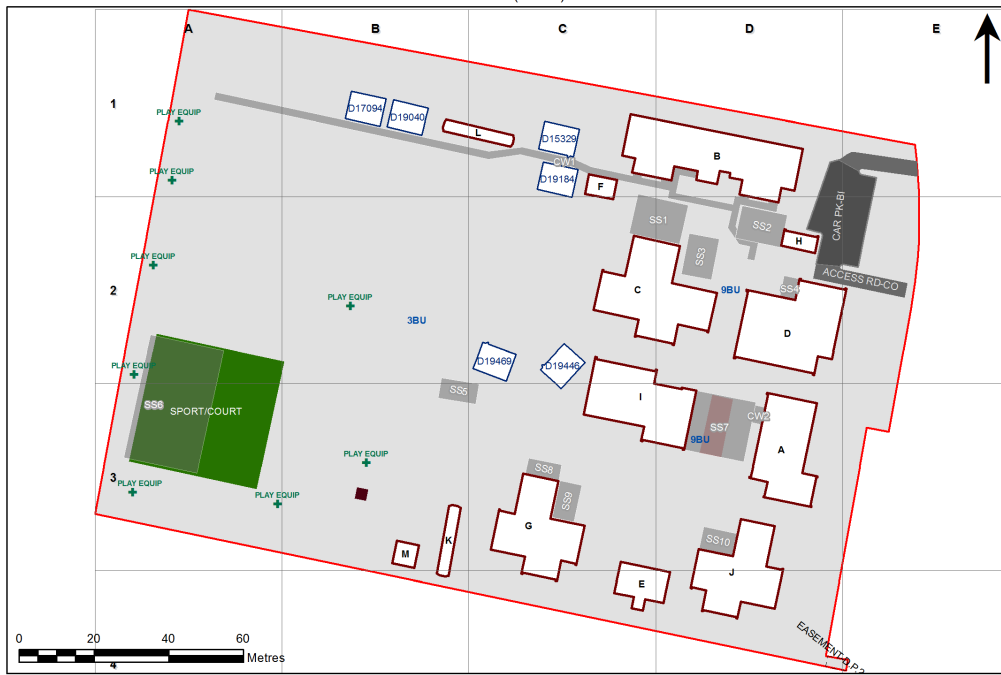 A B C D E
1
PLAY EQUIP
D17094
D19040
L
D15329
CW1
D19184
F
B
PLAY EQUIP
CAR PK-BI
SS1
SS2
H
SS3
PLAY EQUIP
ACCESS RD-CO
2
PLAY EQUIP
3BU
C
9BU
SS4
D
D19469
D19446
PLAY EQUIP
SS5
I
SS6
SPORT/COURT
SS7
CW2
9BU
A
PLAY EQUIP
SS8
3
PLAY EQUIP
PLAY EQUIP
SS9
G
K
M
SS10
J
E
EASEMENT D.P.
0 20 40 60
Metres
4